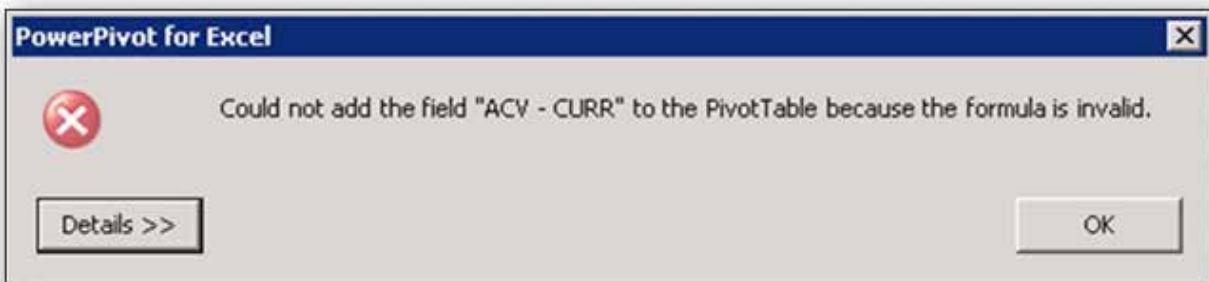 PowerPivot for Excel
Could not add the field "ACV - CURR" to the PivotTable because the formula is invalid.
Details >>
OK